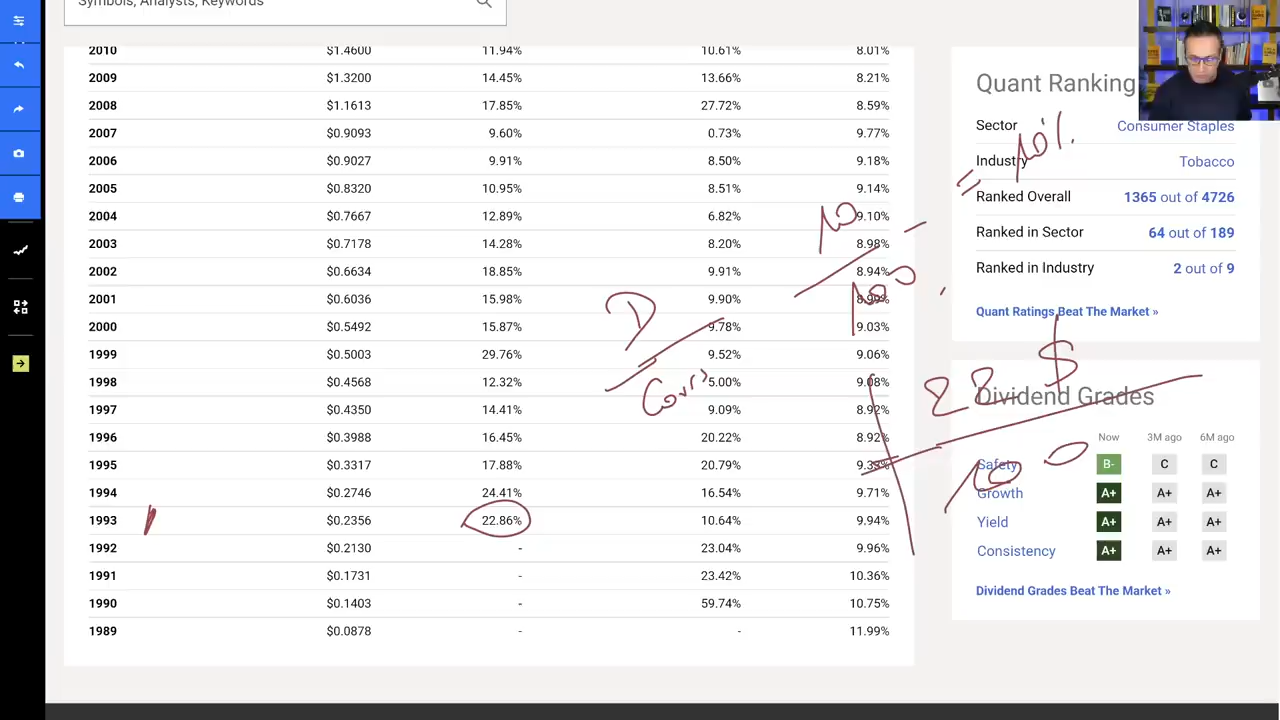 Symbols, Analysts, Keywords
2010 $1.4600 11.94% 10.61% 8.01%
2009 $1.3200 14.45% 13.66% 8.21%
2008 $1.1613 17.85% 27.72% 8.59%
2007 $0.9093 9.60% 0.73% 9.77%
2006 $0.9027 9.91% 8.50% 9.18%
2005 $0.8320 10.95% 8.51% 9.14%
2004 $0.7667 12.89% 6.82% 9.10%
2003 $0.7178 14.28% 8.20% 8.98%
2002 $0.6634 18.85% 9.91% 8.94%
2001 $0.6036 15.98% 9.90%
2000 $0.5492 15.87% 9.78% 9.03%
1999 $0.5003 29.76% 9.52% 9.06%
1998 $0.4568 12.32% 5.00% 9.08%
1997 $0.4350 14.41% 9.09% 8.92%
1996 $0.3988 16.45% 20.22% 8.92%
1995 $0.3317 17.88% 20.79%
1994 $0.2746 24.41% 16.54% 9.71%
1993 $0.2356 22.86% 10.64% 9.94%
1992 $0.2130 - 23.04% 9.96%
1991 $0.1731 - 23.42% 10.36%
1990 $0.1403 - 59.74% 10.75%
1989 $0.0878 - - 11.99%
D
Cours
10
100
= 10%
22 $
100
Quant Ranking
Sector Consumer Staples
Industry Tobacco
Ranked Overall 1365 out of 4726
Ranked in Sector 64 out of 189
Ranked in Industry 2 out of 9
Quant Ratings Beat The Market »
Dividend Grades
Now 3M ago 6M ago
Safety B- C C
Growth A+ A+ A+
Yield A+ A+ A+
Consistency A+ A+ A+
Dividend Grades Beat The Market »